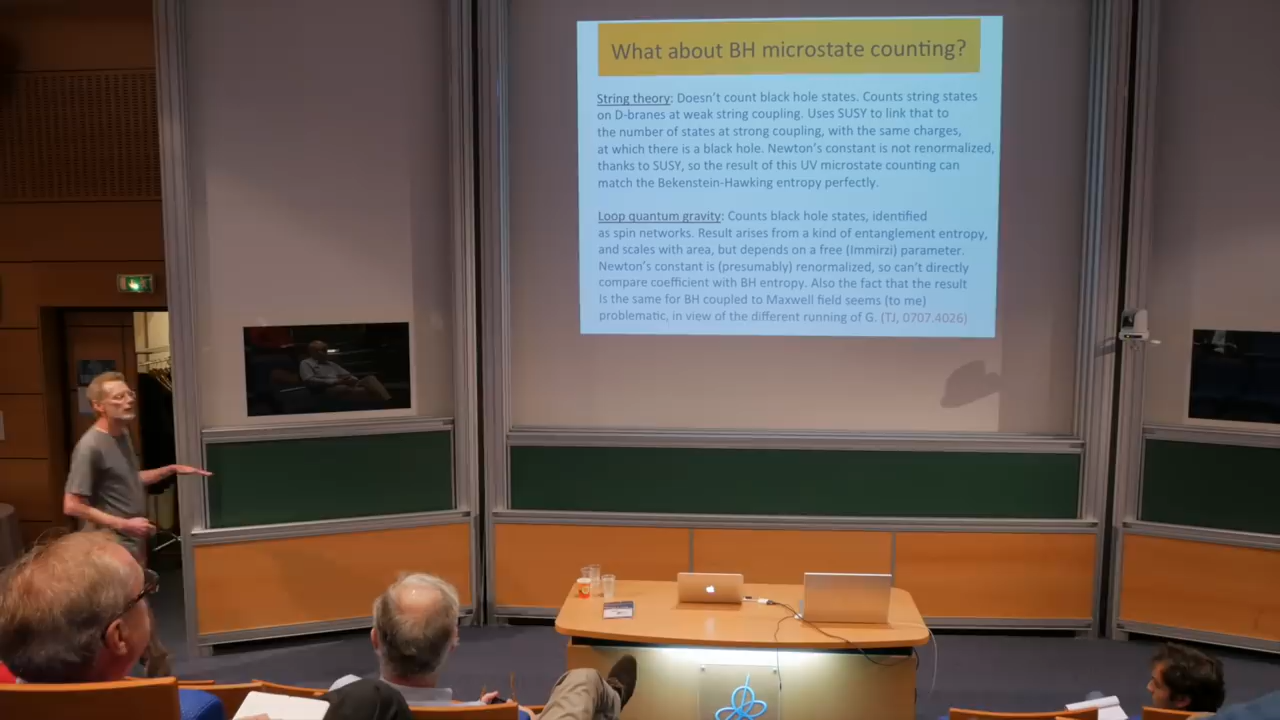 What about BH microstate counting?
String theory: Doesn't count black hole states. Counts string states
on D-branes at weak string coupling. Uses SUSY to link that to
the number of states at strong coupling, with the same charges,
at which there is a black hole. Newton's constant is not renormalized,
thanks to SUSY, so the result of this UV microstate counting can
match the Bekenstein-Hawking entropy perfectly.
Loop quantum gravity: Counts black hole states, identified
as spin networks. Result arises from a kind of entanglement entropy,
and scales with area, but depends on a free (Immirzi) parameter.
Newton's constant is (presumably) renormalized, so can't directly
compare coefficient with BH entropy. Also the fact that the result
Is the same for BH coupled to Maxwell field seems (to me)
problematic, in view of the different running of G. (TJ, 0707.4026)